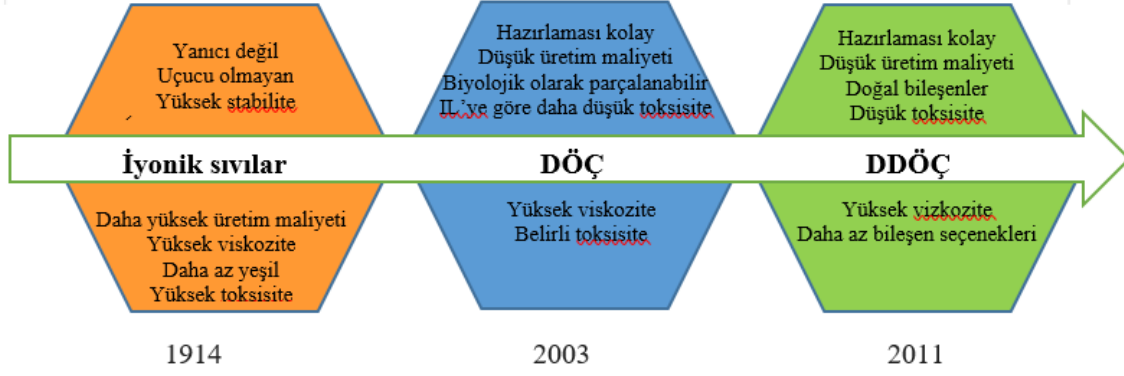 Yanıcı değil
Uçucu olmayan
Yüksek stabilite
İyonik sıvılar
Daha yüksek üretim maliyeti
Yüksek viskozite
Daha az yeşil
Yüksek toksisite
1914
Hazırlaması kolay
Düşük üretim maliyeti
Biyolojik olarak parçalanabilir
IL’ye göre daha düşük toksisite
DÖÇ
Yüksek viskozite
Belirli toksisite
2003
Hazırlaması kolay
Düşük üretim maliyeti
Doğal bileşenler
Düşük toksisite
DDÖÇ
Yüksek vizkozite
Daha az bileşen seçenekleri
2011